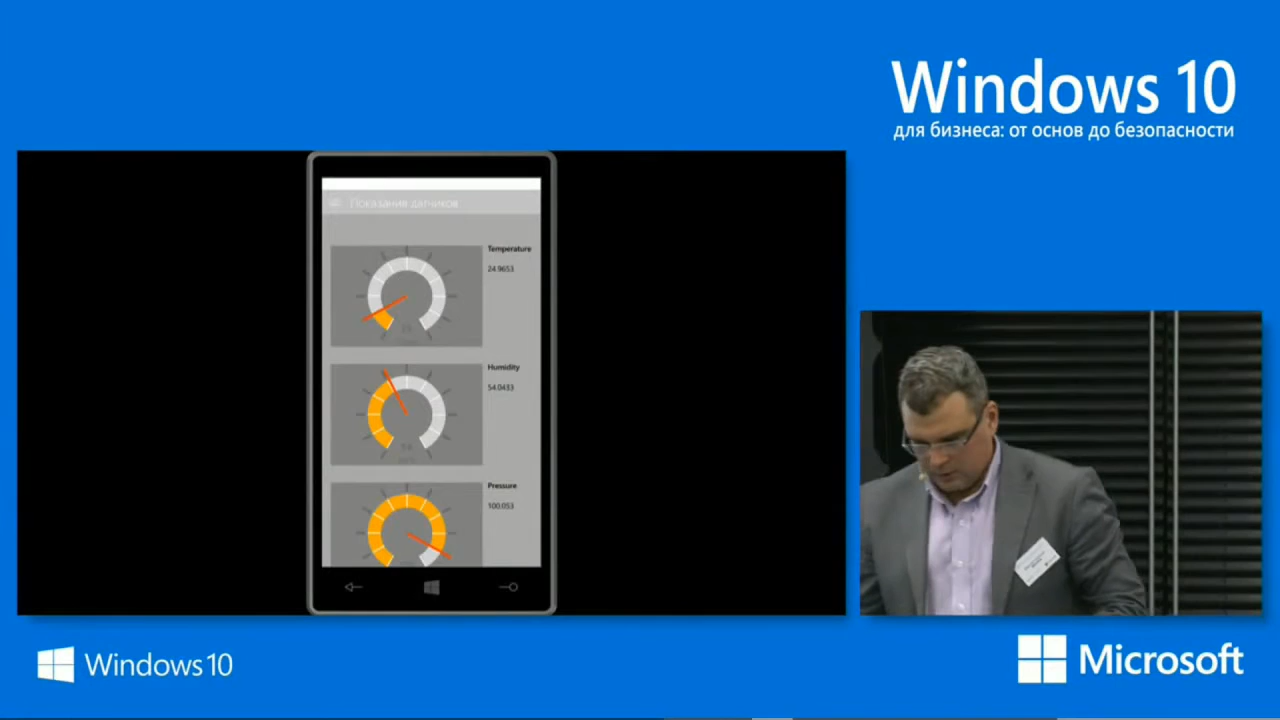 Windows 10
для бизнеса: от основ до безопасности
Показания датчиков
Temperature
24.9653
Humidity
54.0433
Pressure
100.053
Windows 10
Microsoft